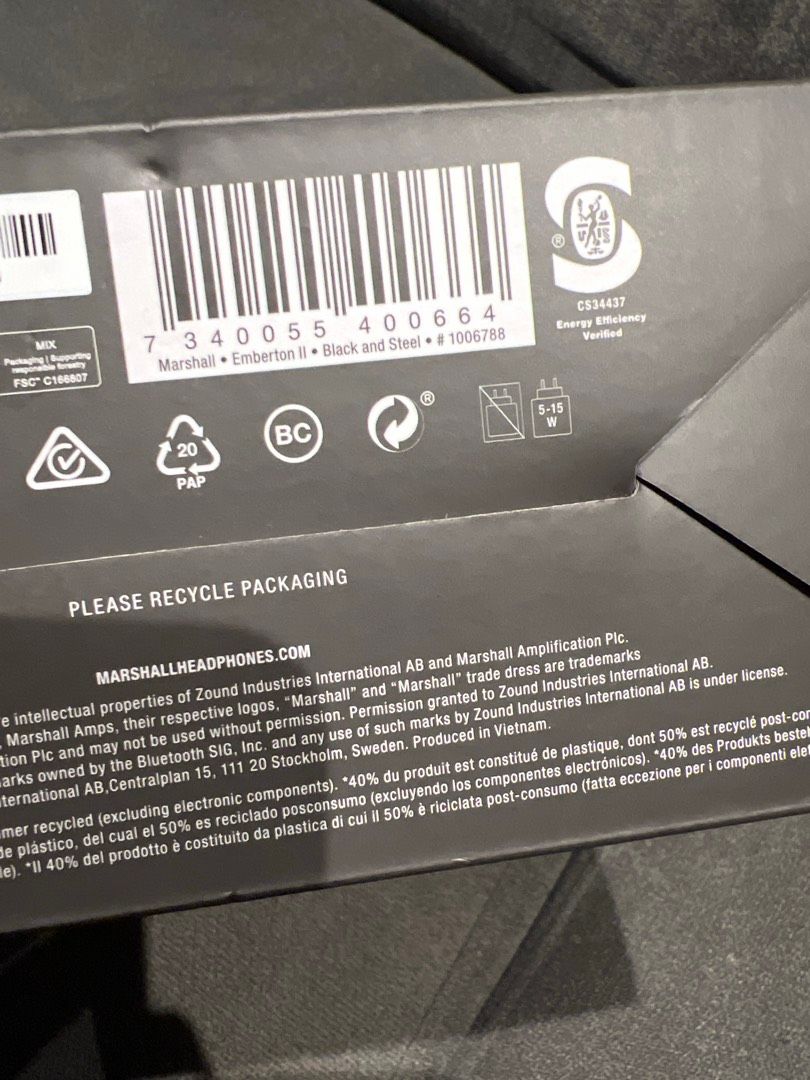 7 340055 400664
Marshall • Emberton II • Black and Steel • # 1006788
CS34437
Energy Efficiency
Verified
MIX
Packaging | Supporting
responsible forestry
FSC™ C166807
20
PAP
BC
®
5-15
W
PLEASE RECYCLE PACKAGING
MARSHALLHEADPHONES.COM
e intellectual properties of Zound Industries International AB and Marshall Amplification Plc.
, Marshall Amps, their respective logos, “Marshall” and “Marshall” trade dress are trademarks
tion Plc and may not be used without permission. Permission granted to Zound Industries International AB.
arks owned by the Bluetooth SIG, Inc. and any use of such marks by Zound Industries International AB is under license.
ternational AB,Centralplan 15, 111 20 Stockholm, Sweden. Produced in Vietnam.
mer recycled (excluding electronic components). *40% du produit est constitué de plastique, dont 50% est recyclé post-con
de plástico, del cual el 50% es reciclado posconsumo (excluyendo los componentes electrónicos). *40% des Produkts beste
le). *Il 40% del prodotto è costituito da plastica di cui il 50% è riciclata post-consumo (fatta eccezione per i componenti ele